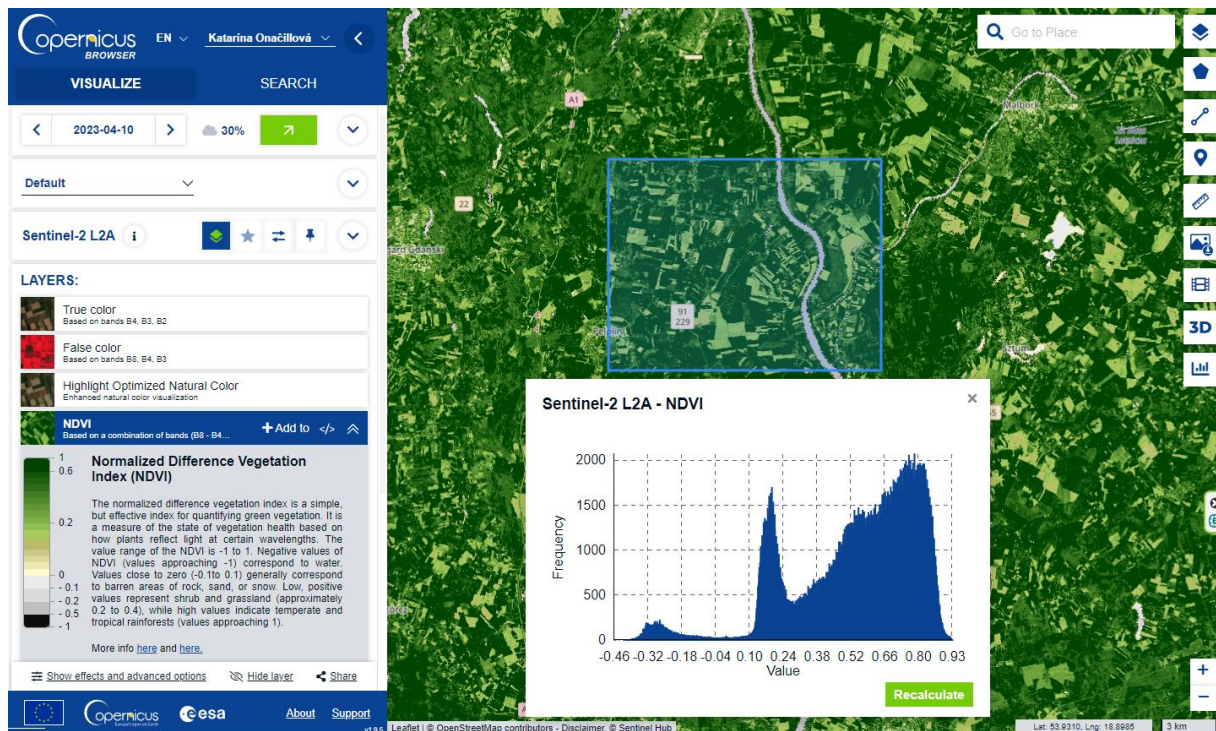 Copernicus
BROWSER
EN
Katarína Onačillová
VISUALIZE
SEARCH
2023-04-10
30%
Default
Sentinel-2 L2A
LAYERS:
True color
Based on bands B4, B3, B2
False color
Based on bands B8, B4, B3
Highlight Optimized Natural Color
Enhanced natural color visualization
NDVI
Based on a combination of bands (B8 - B4...
Add to </>
1
0.6
0.2
0
- 0.1
- 0.2
- 0.5
- 1
Normalized Difference Vegetation
Index (NDVI)
The normalized difference vegetation index is a simple,
but effective index for quantifying green vegetation. It is
a measure of the state of vegetation health based on
how plants reflect light at certain wavelengths. The
value range of the NDVI is -1 to 1. Negative values of
NDVI (values approaching -1) correspond to water.
Values close to zero (-0.1to 0.1) generally correspond
to barren areas of rock, sand, or snow. Low, positive
values represent shrub and grassland (approximately
0.2 to 0.4), while high values indicate temperate and
tropical rainforests (values approaching 1).
More info here and here.
Show effects and advanced options
Hide layer
Share
Copernicus
esa
About
Support
v1.9.5
Go to Place
A1
22
91
229
Malbork
Sztum
3D
Sentinel-2 L2A - NDVI
×
2000
1500
1000
500
0
Frequency
-0.46 -0.32 -0.18 -0.04 0.10 0.24 0.38 0.52 0.66 0.80 0.93
Value
Recalculate
+
−
Leaflet | © OpenStreetMap contributors - Disclaimer, © Sentinel Hub
Lat: 53.9310, Lng: 18.8985
3 km